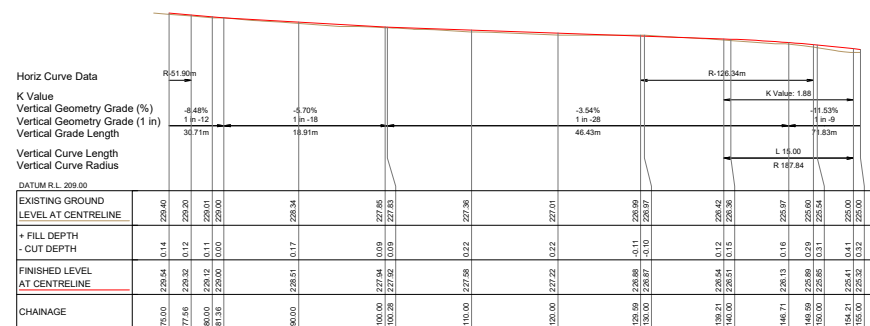 Horiz Curve Data R-51.90m R-126.34m
K Value K Value: 1.88
Vertical Geometry Grade (%) -8.48% -5.70% -3.54% -11.53%
Vertical Geometry Grade (1 in) 1 in -12 1 in -18 1 in -28 1 in -9
Vertical Grade Length 30.71m 18.91m 46.43m 71.83m
Vertical Curve Length L 15.00
Vertical Curve Radius R 187.84
DATUM R.L. 209.00
EXISTING GROUND
LEVEL AT CENTRELINE 229.40 229.20 229.01 229.00 228.34 227.85 227.83 227.36 227.01 226.99 226.97 226.42 226.36 225.97 225.60 225.54 225.00 225.00
+ FILL DEPTH
- CUT DEPTH 0.14 0.12 0.11 0.00 0.17 0.09 0.09 0.22 0.22 -0.11 -0.10 0.12 0.15 0.16 0.29 0.31 0.41 0.32
FINISHED LEVEL
AT CENTRELINE 229.54 229.32 229.12 229.00 228.51 227.94 227.92 227.58 227.22 226.88 226.87 226.54 226.51 226.13 225.89 225.85 225.41 225.32
CHAINAGE 75.00 77.56 80.00 81.36 90.00 100.00 100.28 110.00 120.00 129.59 130.00 139.21 140.00 146.71 149.59 150.00 154.21 155.00